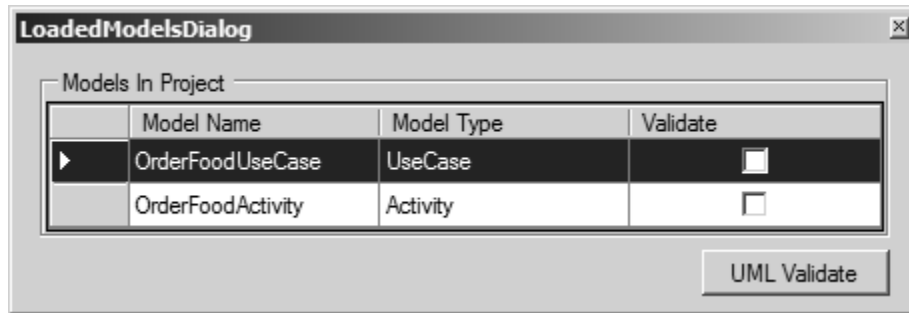 LoadedModelsDialog
Models In Project
Model Name Model Type Validate
OrderFoodUseCase UseCase
OrderFoodActivity Activity
UML Validate